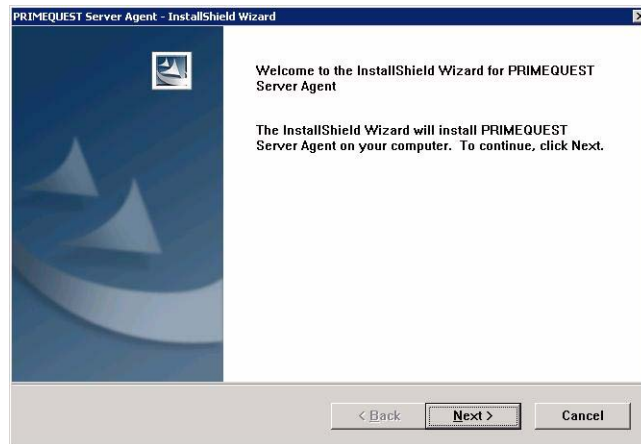 PRIMEQUEST Server Agent - InstallShield Wizard
Welcome to the InstallShield Wizard for PRIMEQUEST
Server Agent
The InstallShield Wizard will install PRIMEQUEST
Server Agent on your computer. To continue, click Next.
< Back Next > Cancel